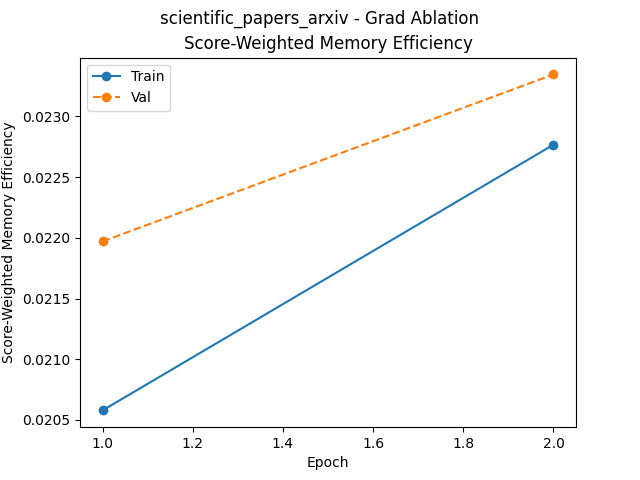 scientific_papers_arxiv - Grad Ablation
Score-Weighted Memory Efficiency
Train
Val
Score-Weighted Memory Efficiency
0.0230
0.0225
0.0220
0.0215
0.0210
0.0205
1.0 1.2 1.4 1.6 1.8 2.0
Epoch